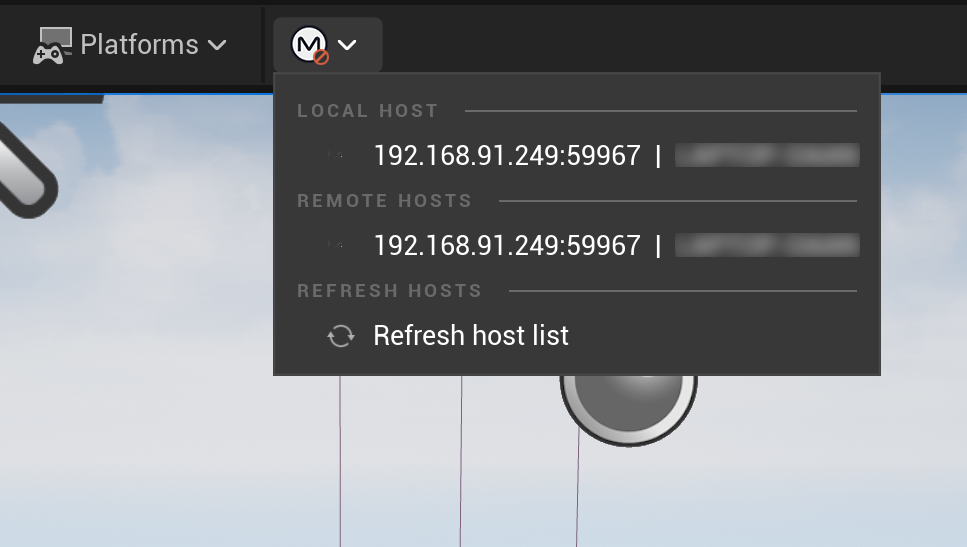 Platforms
LOCAL HOST
192.168.91.249:59967 |
REMOTE HOSTS
192.168.91.249:59967 |
REFRESH HOSTS
Refresh host list